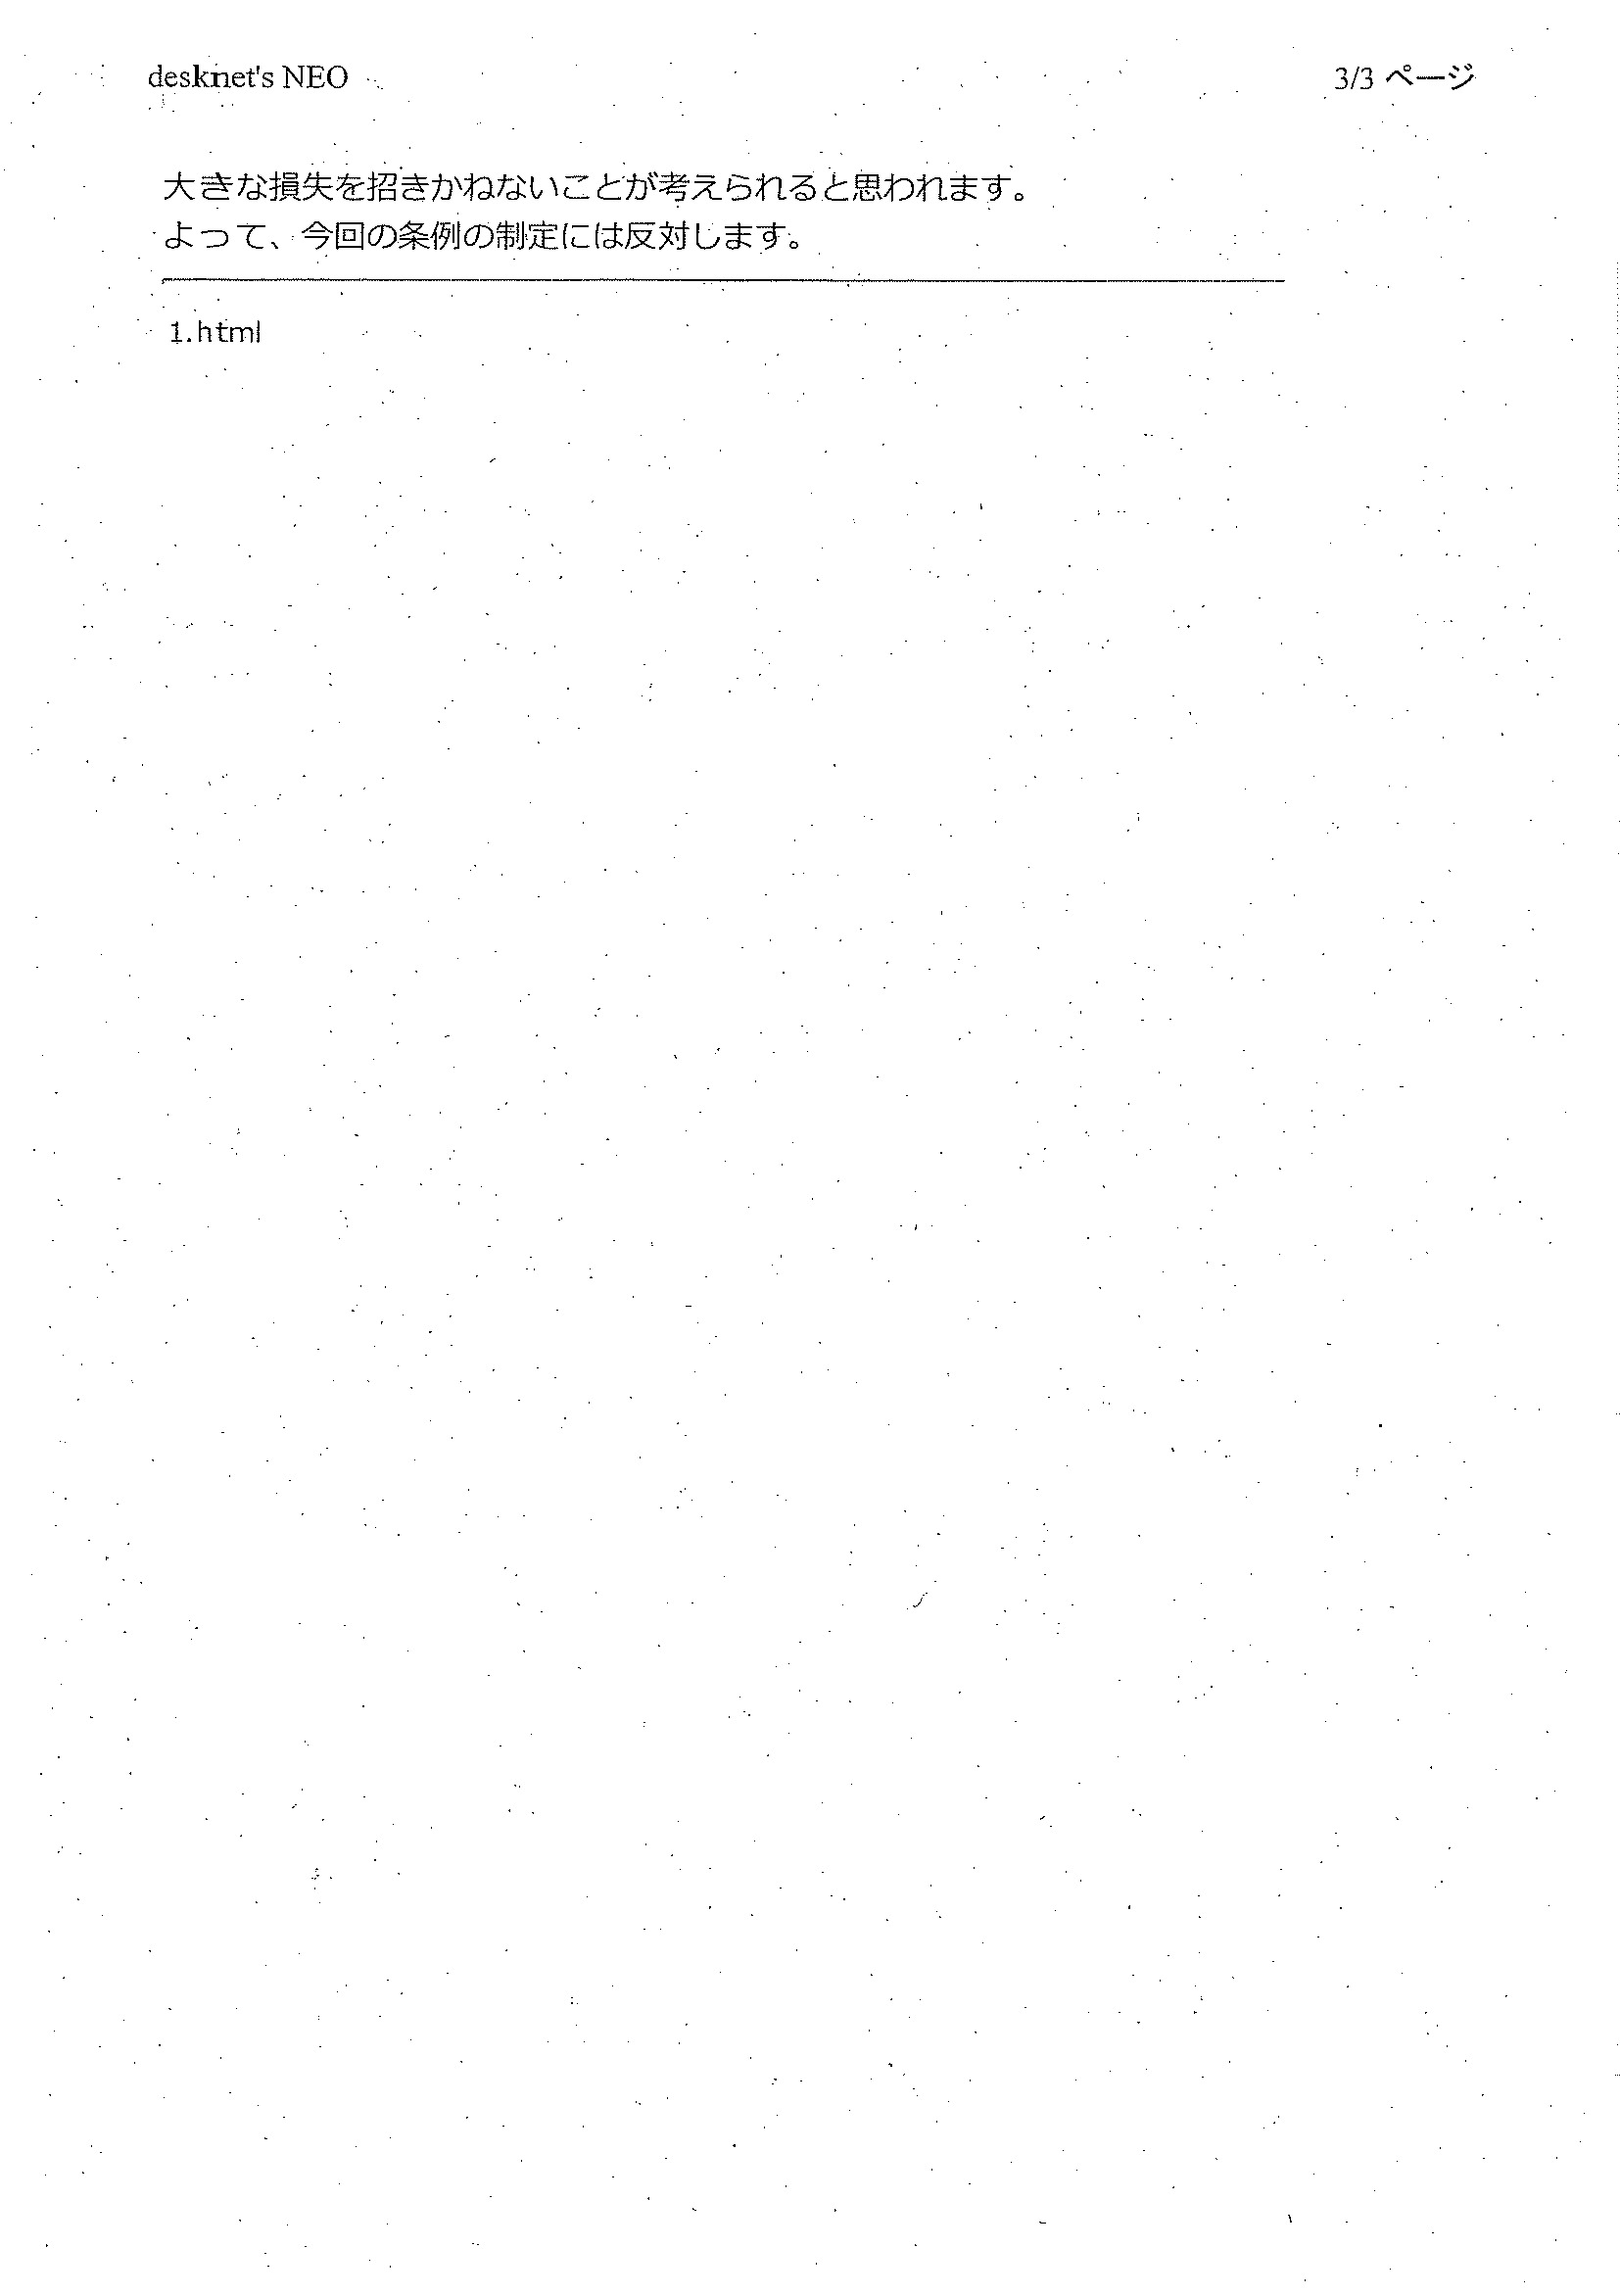 desknet's NEO
3/3 ページ
大きな損失を招きかねないことが考えられると思われます。
よって、今回の条例の制定には反対します。
1.html